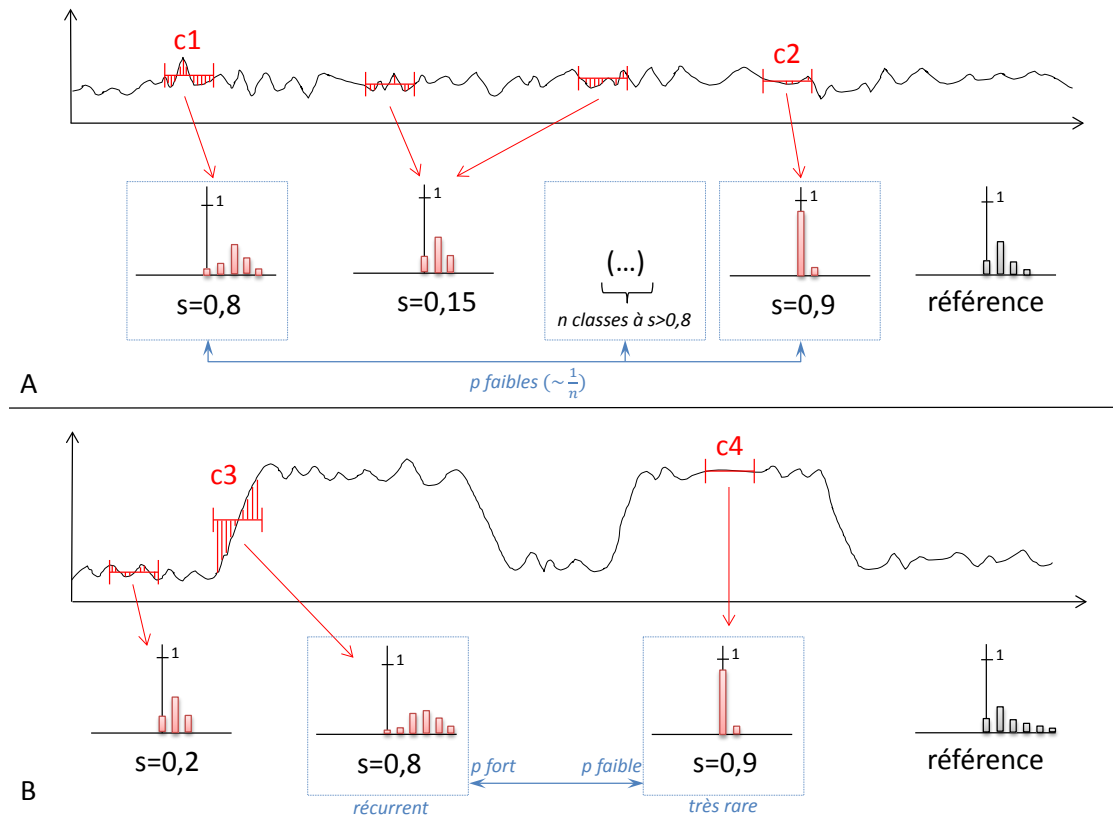 c1
c2
1
1
1
1
(...)
n classes à s>0,8
s=0,8
s=0,15
s=0,9
référence
p faibles (~ 1/n)
A
c3
c4
1
1
1
1
s=0,2
s=0,8
s=0,9
référence
p fort
p faible
B
récurrent
très rare